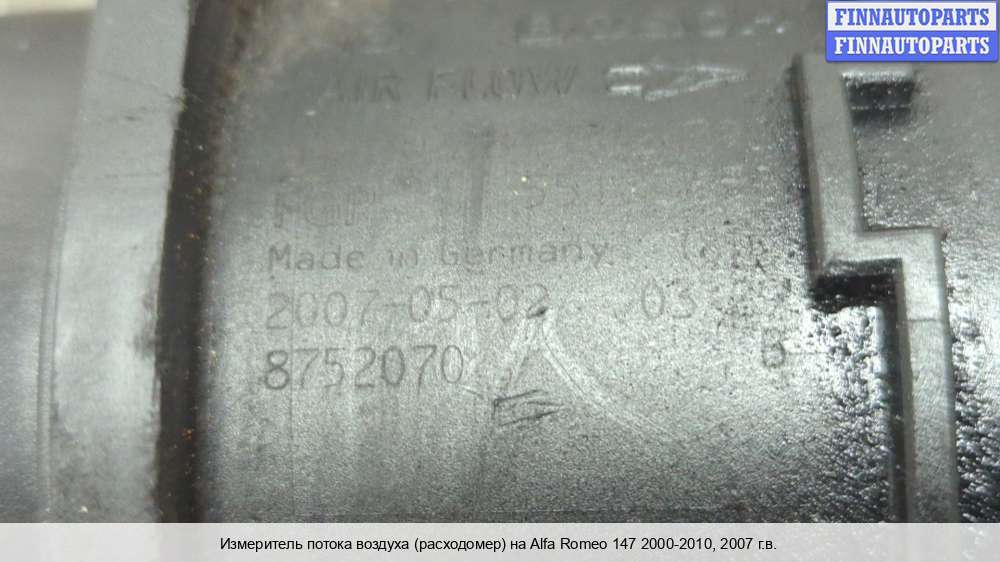 FINNAUTOPARTS
FINNAUTOPARTS
AIR FLOW
Made in Germany
2007-05-02 03
8752070 B
Измеритель потока воздуха (расходомер) на Alfa Romeo 147 2000-2010, 2007 г.в.